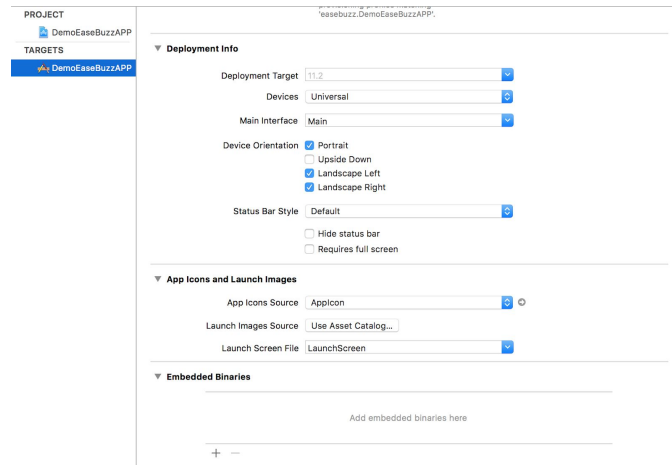 PROJECT
DemoEaseBuzzAPP
TARGETS
DemoEaseBuzzAPP
provisioning profiles matching
'easebuzz.DemoEaseBuzzAPP'.
Deployment Info
Deployment Target 11.2
Devices Universal
Main Interface Main
Device Orientation Portrait
Upside Down
Landscape Left
Landscape Right
Status Bar Style Default
Hide status bar
Requires full screen
App Icons and Launch Images
App Icons Source AppIcon
Launch Images Source Use Asset Catalog...
Launch Screen File LaunchScreen
Embedded Binaries
Add embedded binaries here